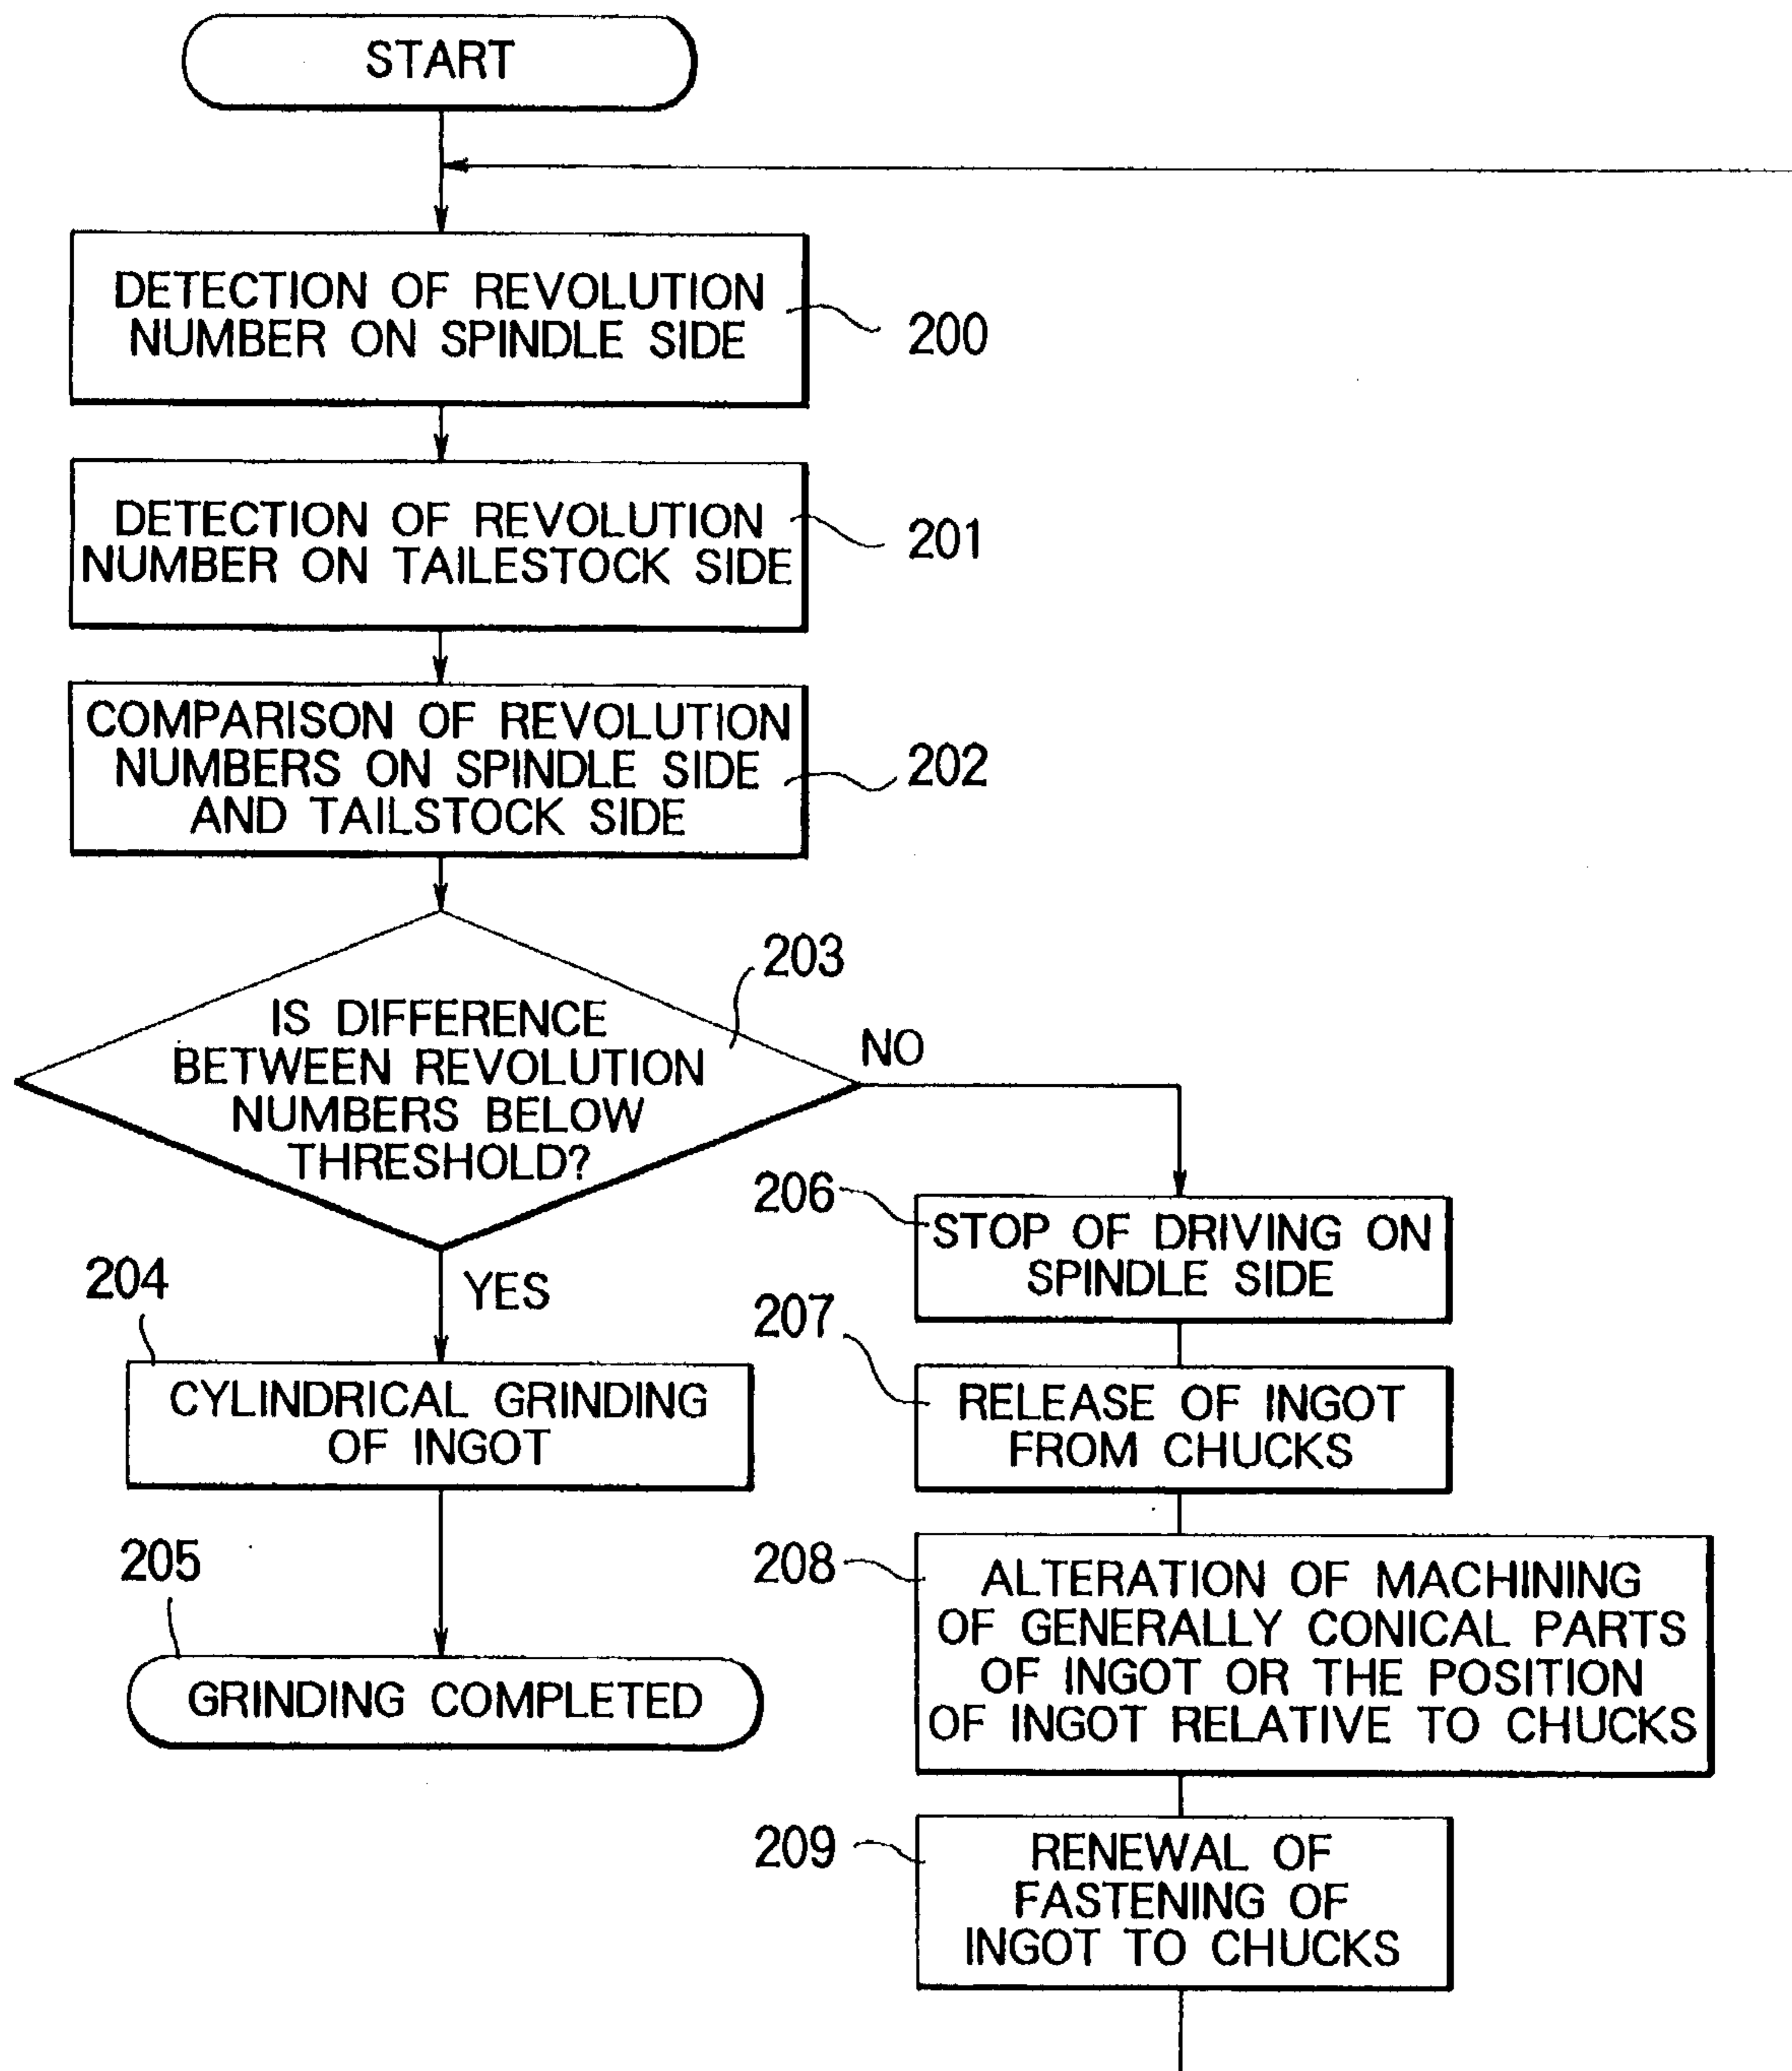 START
DETECTION OF REVOLUTION
NUMBER ON SPINDLE SIDE
200
DETECTION OF REVOLUTION
NUMBER ON TAILESTOCK SIDE
201
COMPARISON OF REVOLUTION
NUMBERS ON SPINDLE SIDE
AND TAILSTOCK SIDE
202
203
IS DIFFERENCE
BETWEEN REVOLUTION
NUMBERS BELOW
THRESHOLD?
NO
YES
204
CYLINDRICAL GRINDING
OF INGOT
205
GRINDING COMPLETED
206
STOP OF DRIVING ON
SPINDLE SIDE
207
RELEASE OF INGOT
FROM CHUCKS
208
ALTERATION OF MACHINING
OF GENERALLY CONICAL PARTS
OF INGOT OR THE POSITION
OF INGOT RELATIVE TO CHUCKS
209
RENEWAL OF
FASTENING OF
INGOT TO CHUCKS